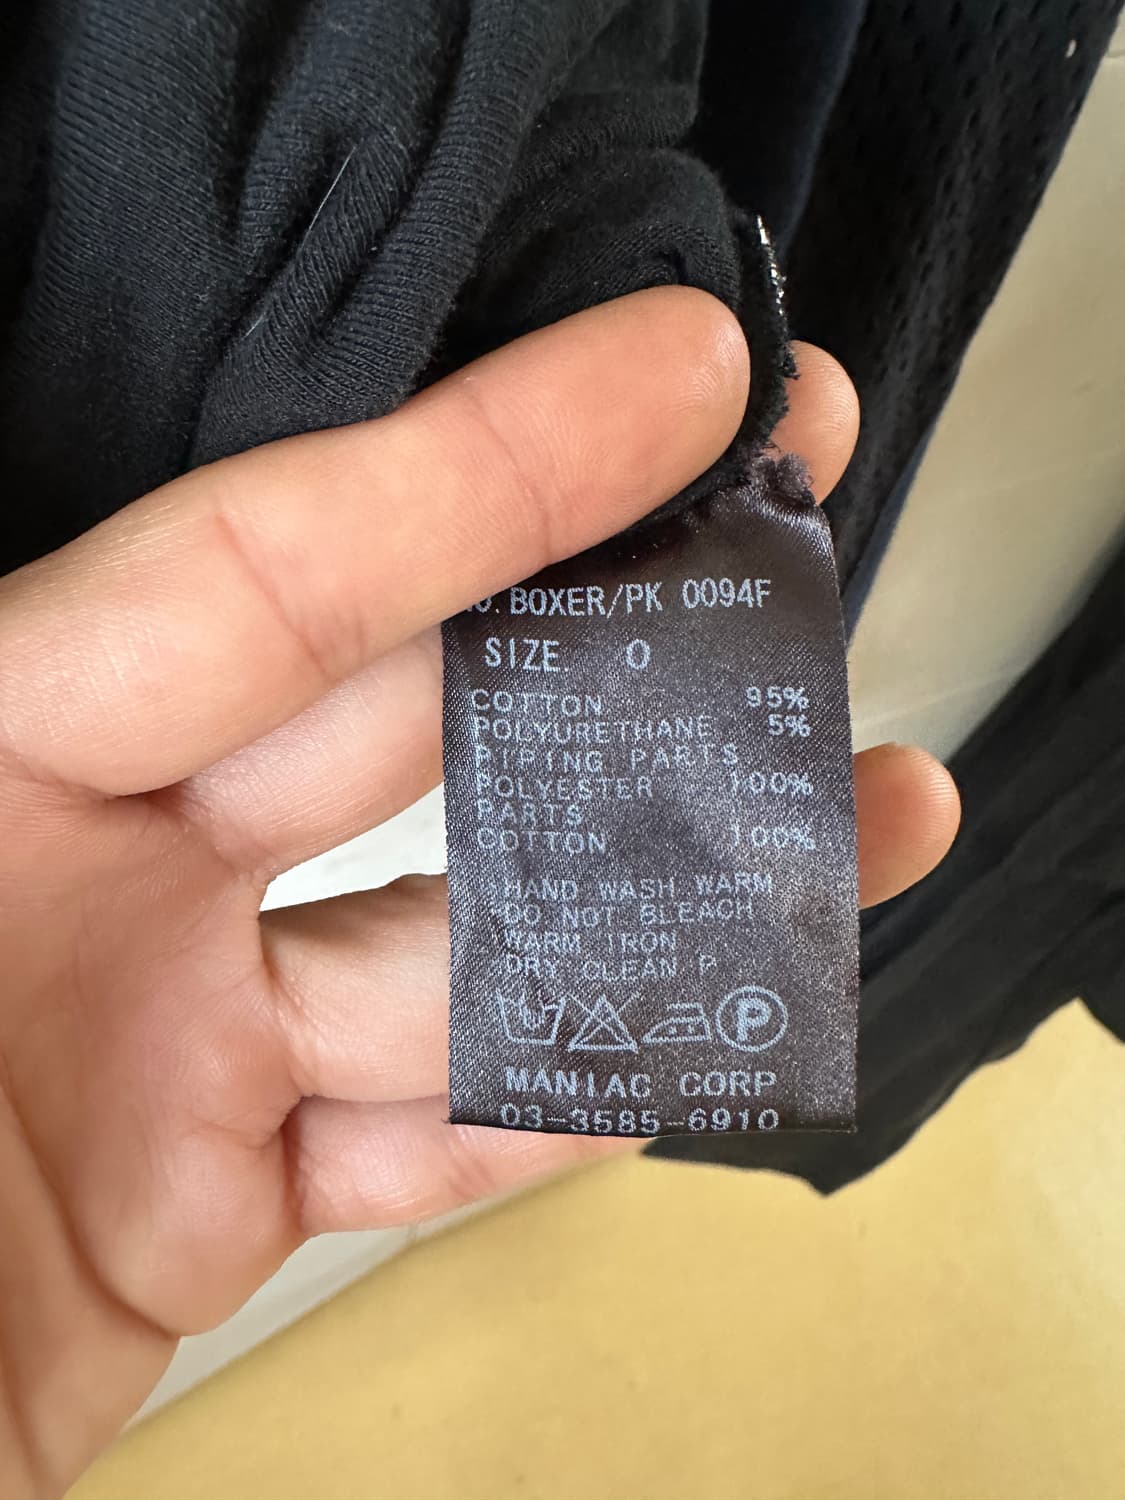 BOXER/PK 0094F
SIZE. 0
COTTON 95%
POLYURETHANE 5%
PIPING PARTS
POLYESTER 100%
PARTS
COTTON 100%
HAND WASH WARM
DO NOT BLEACH
WARM IRON
DRY CLEAN P
P
MANIAC CORP
03-3585-6910